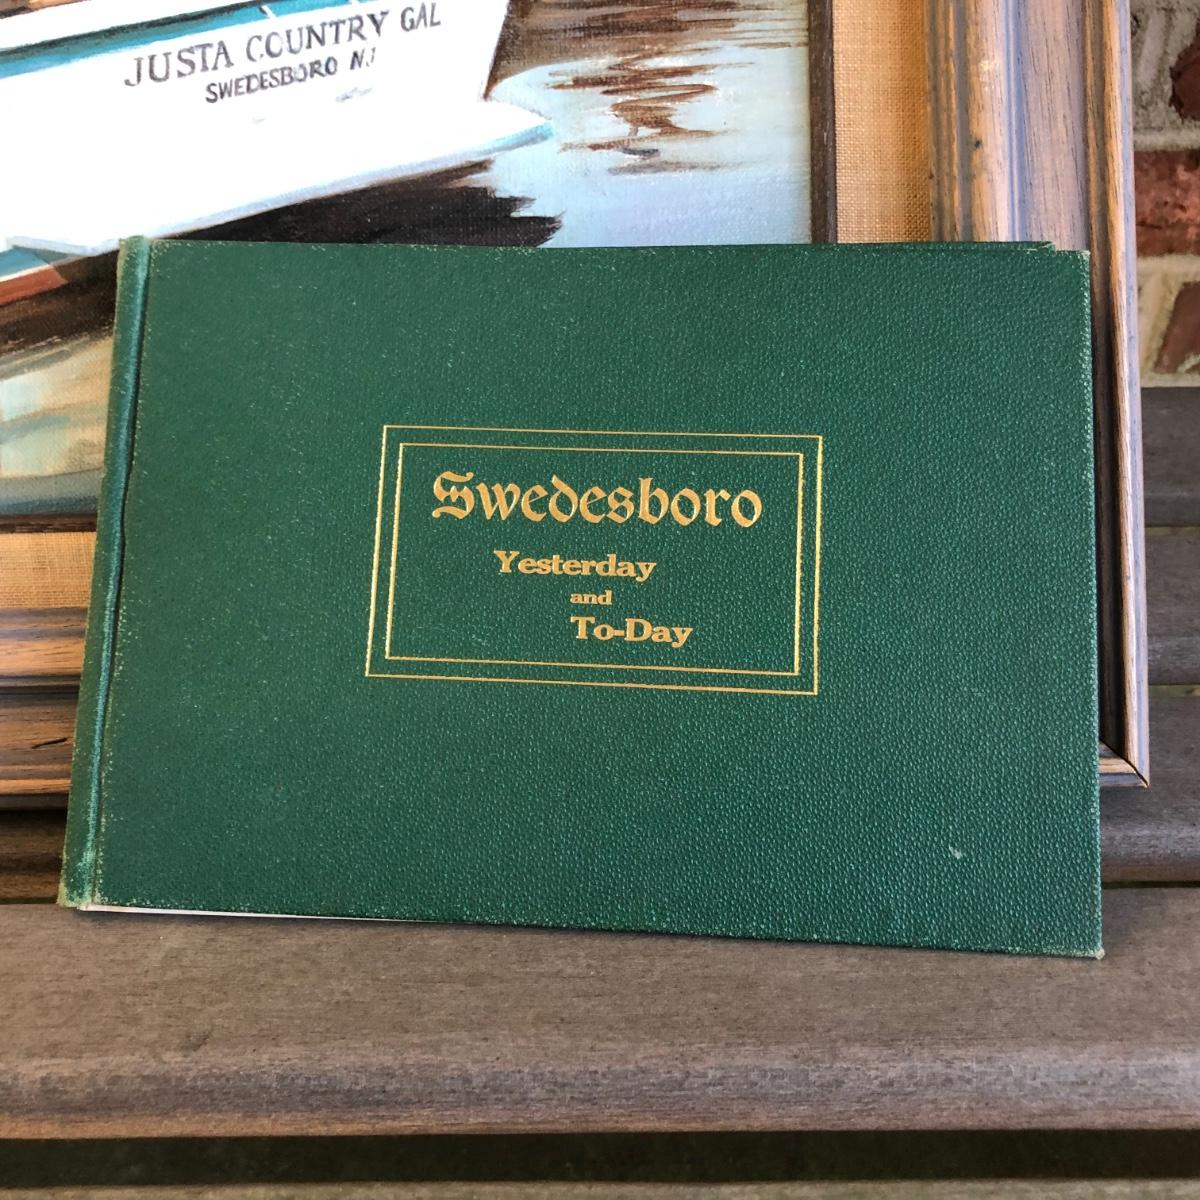 JUSTA COUNTRY GAL
SWEDESBORO N.J
Swedesboro
Yesterday
and
To-Day